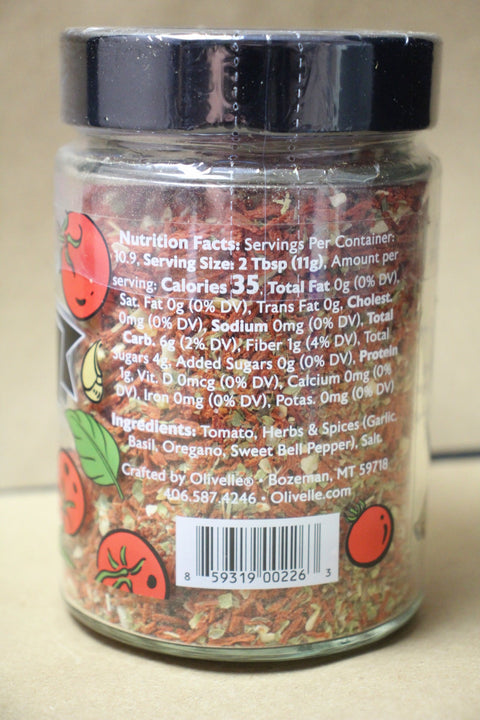 Nutrition Facts: Servings Per Container:
10.9, Serving Size: 2 Tbsp (11g), Amount per
serving: Calories 35, Total Fat 0g (0% DV),
Sat. Fat 0g (0% DV), Trans Fat 0g, Cholest.
0mg (0% DV), Sodium 0mg (0% DV), Total
Carb. 6g (2% DV), Fiber 1g (4% DV), Total
Sugars 4g, Added Sugars 0g (0% DV), Protein
1g, Vit. D 0mcg (0% DV), Calcium 0mg (0%
DV), Iron 0mg (0% DV), Potas. 0mg (0% DV)
Ingredients: Tomato, Herbs & Spices (Garlic,
Basil, Oregano, Sweet Bell Pepper), Salt.
Crafted by Olivelle® • Bozeman, MT 59718
406.587.4246 • Olivelle.com
8 59319 00226 3